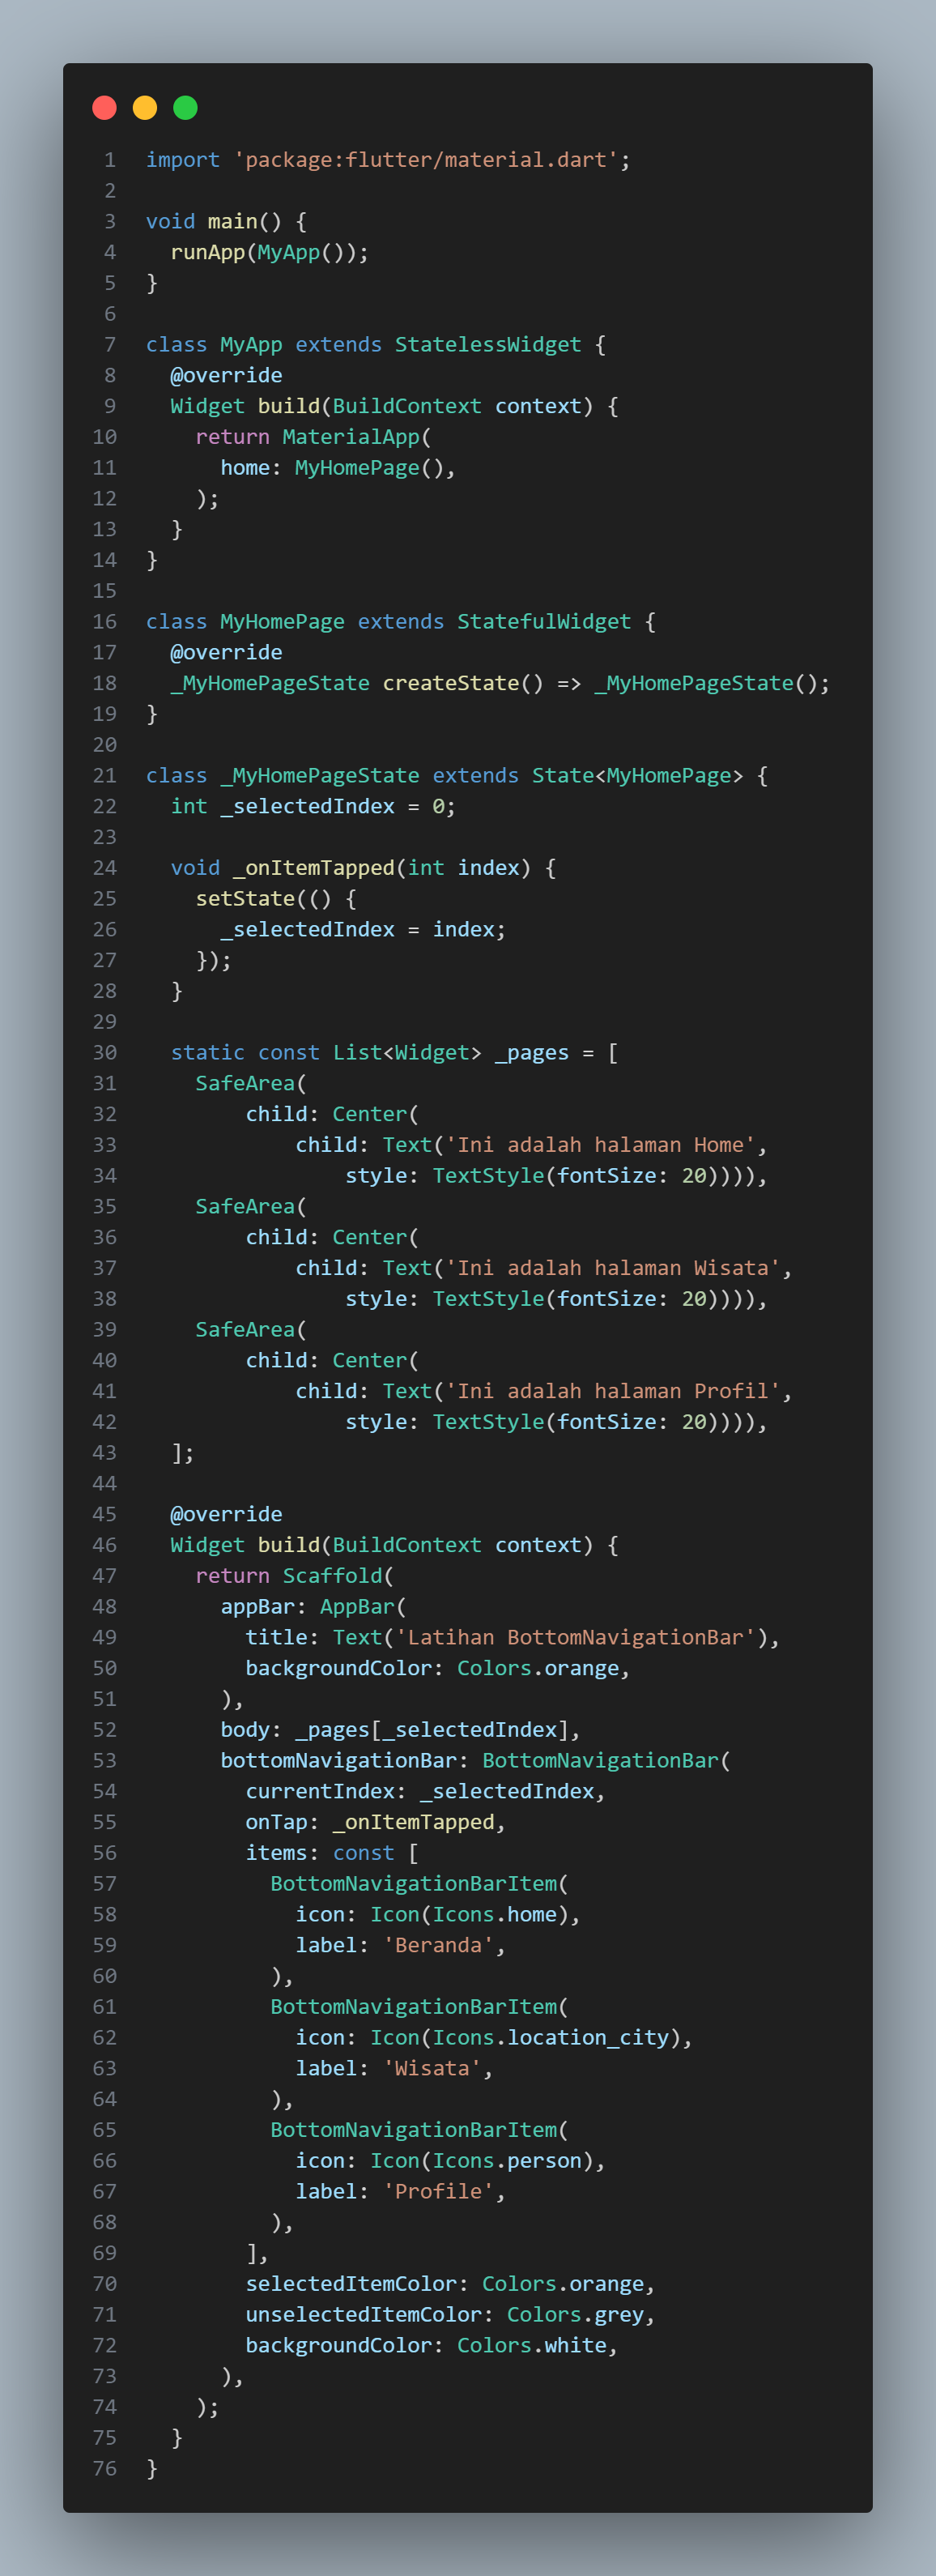 1 import 'package:flutter/material.dart';
2
3 void main() {
4   runApp(MyApp());
5 }
6
7 class MyApp extends StatelessWidget {
8   @override
9   Widget build(BuildContext context) {
10     return MaterialApp(
11       home: MyHomePage(),
12     );
13   }
14 }
15
16 class MyHomePage extends StatefulWidget {
17   @override
18   _MyHomePageState createState() => _MyHomePageState();
19 }
20
21 class _MyHomePageState extends State<MyHomePage> {
22   int _selectedIndex = 0;
23
24   void _onItemTapped(int index) {
25     setState(() {
26       _selectedIndex = index;
27     });
28   }
29
30   static const List<Widget> _pages = [
31     SafeArea(
32         child: Center(
33             child: Text('Ini adalah halaman Home',
34                 style: TextStyle(fontSize: 20)))),
35     SafeArea(
36         child: Center(
37             child: Text('Ini adalah halaman Wisata',
38                 style: TextStyle(fontSize: 20)))),
39     SafeArea(
40         child: Center(
41             child: Text('Ini adalah halaman Profil',
42                 style: TextStyle(fontSize: 20)))),
43   ];
44
45   @override
46   Widget build(BuildContext context) {
47     return Scaffold(
48       appBar: AppBar(
49         title: Text('Latihan BottomNavigationBar'),
50         backgroundColor: Colors.orange,
51       ),
52       body: _pages[_selectedIndex],
53       bottomNavigationBar: BottomNavigationBar(
54         currentIndex: _selectedIndex,
55         onTap: _onItemTapped,
56         items: const [
57           BottomNavigationBarItem(
58             icon: Icon(Icons.home),
59             label: 'Beranda',
60           ),
61           BottomNavigationBarItem(
62             icon: Icon(Icons.location_city),
63             label: 'Wisata',
64           ),
65           BottomNavigationBarItem(
66             icon: Icon(Icons.person),
67             label: 'Profile',
68           ),
69         ],
70         selectedItemColor: Colors.orange,
71         unselectedItemColor: Colors.grey,
72         backgroundColor: Colors.white,
73       ),
74     );
75   }
76 }